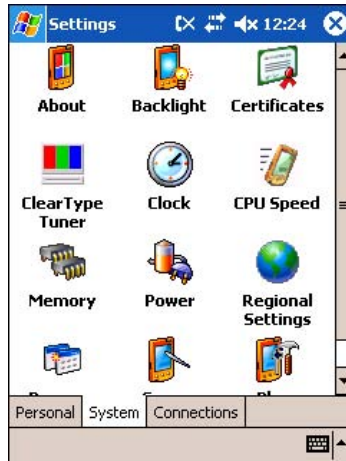 Settings 12:24
About Backlight Certificates
ClearType Tuner Clock CPU Speed
Memory Power Regional Settings
Personal System Connections